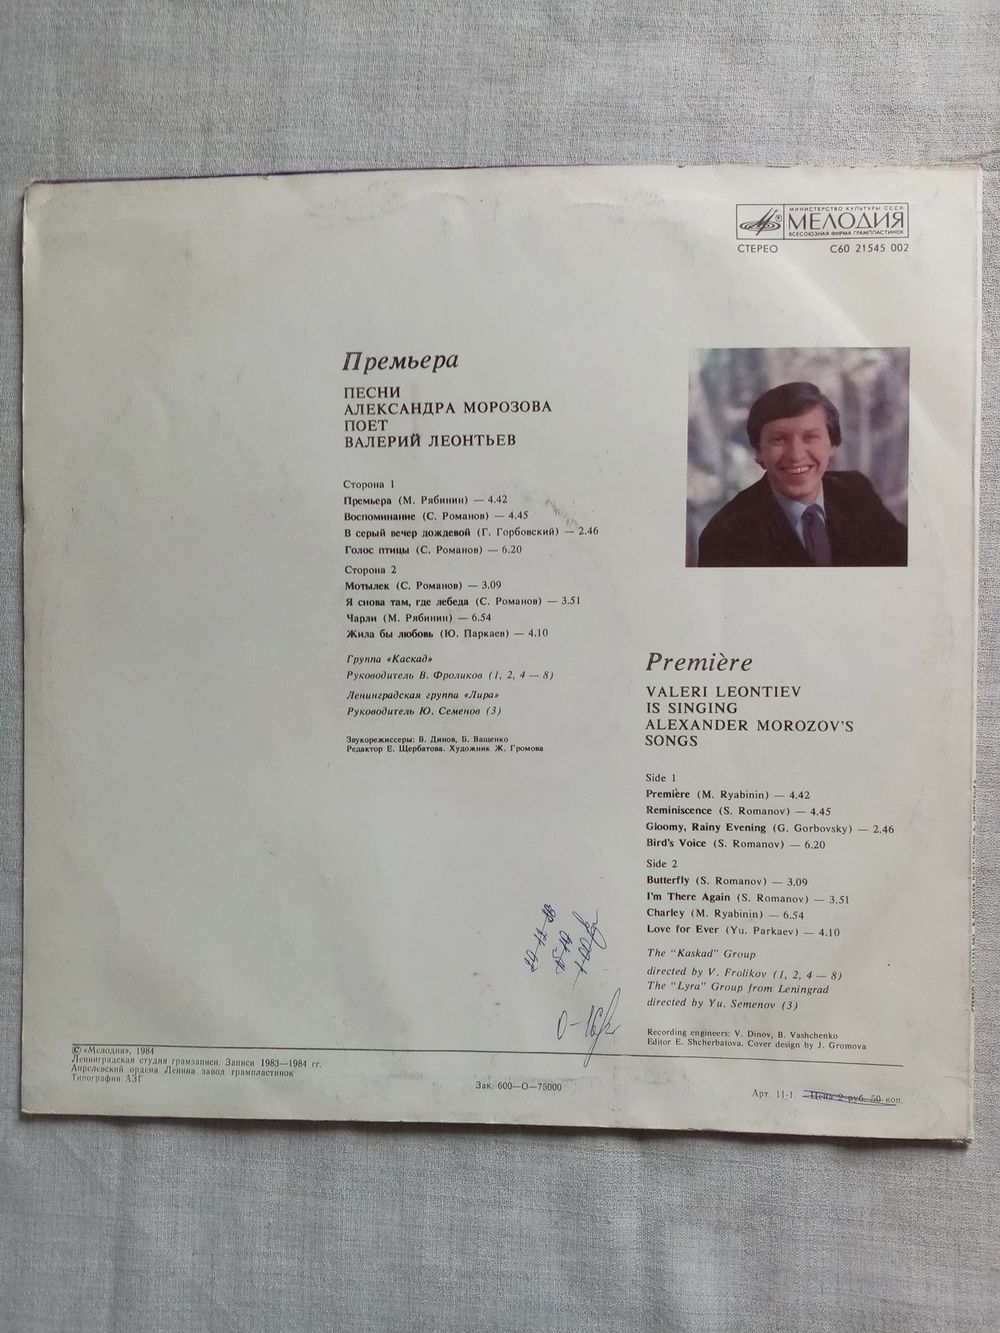 МИНИСТЕРСТВО КУЛЬТУРЫ СССР
МЕЛОДИЯ
ВСЕСОЮЗНАЯ ФИРМА ГРАМПЛАСТИНОК
СТЕРЕО С60 21545 002
Премьера
ПЕСНИ
АЛЕКСАНДРА МОРОЗОВА
ПОЕТ
ВАЛЕРИЙ ЛЕОНТЬЕВ
Сторона 1
Премьера (М. Рябинин) — 4.42
Воспоминание (С. Романов) — 4.45
В серый вечер дождевой (Г. Горбовский) — 2.46
Голос птицы (С. Романов) — 6.20
Сторона 2
Мотылек (С. Романов) — 3.09
Я снова там, где лебеда (С. Романов) — 3.51
Чарли (М. Рябинин) — 6.54
Жила бы любовь (Ю. Паркаев) — 4.10
Группа «Каскад»
Руководитель В. Фроликов (1, 2, 4 — 8)
Ленинградская группа «Лира»
Руководитель Ю. Семенов (3)
Звукорежиссеры: В. Динов, Б. Ващенко
Редактор Е. Щербатова. Художник Ж. Громова
Première
VALERI LEONTIEV
IS SINGING
ALEXANDER MOROZOV'S
SONGS
Side 1
Première (M. Ryabinin) — 4.42
Reminiscence (S. Romanov) — 4.45
Gloomy, Rainy Evening (G. Gorbovsky) — 2.46
Bird's Voice (S. Romanov) — 6.20
Side 2
Butterfly (S. Romanov) — 3.09
I'm There Again (S. Romanov) — 3.51
Charley (M. Ryabinin) — 6.54
Love for Ever (Yu. Parkaev) — 4.10
The "Kaskad" Group
directed by V. Frolikov (1, 2, 4 — 8)
The "Lyra" Group from Leningrad
directed by Yu. Semenov (3)
Recording engineers: V. Dinov, B. Vashchenko
Editor E. Shcherbatova. Cover design by J. Gromova
© «Мелодия», 1984
Ленинградская студия грамзаписи. Записи 1983—1984 гг.
Апрелевский ордена Ленина завод грампластинок
Типография АЗГ
Зак. 600—О—75000
Арт. 11-1. Цена 2 руб. 50 коп.